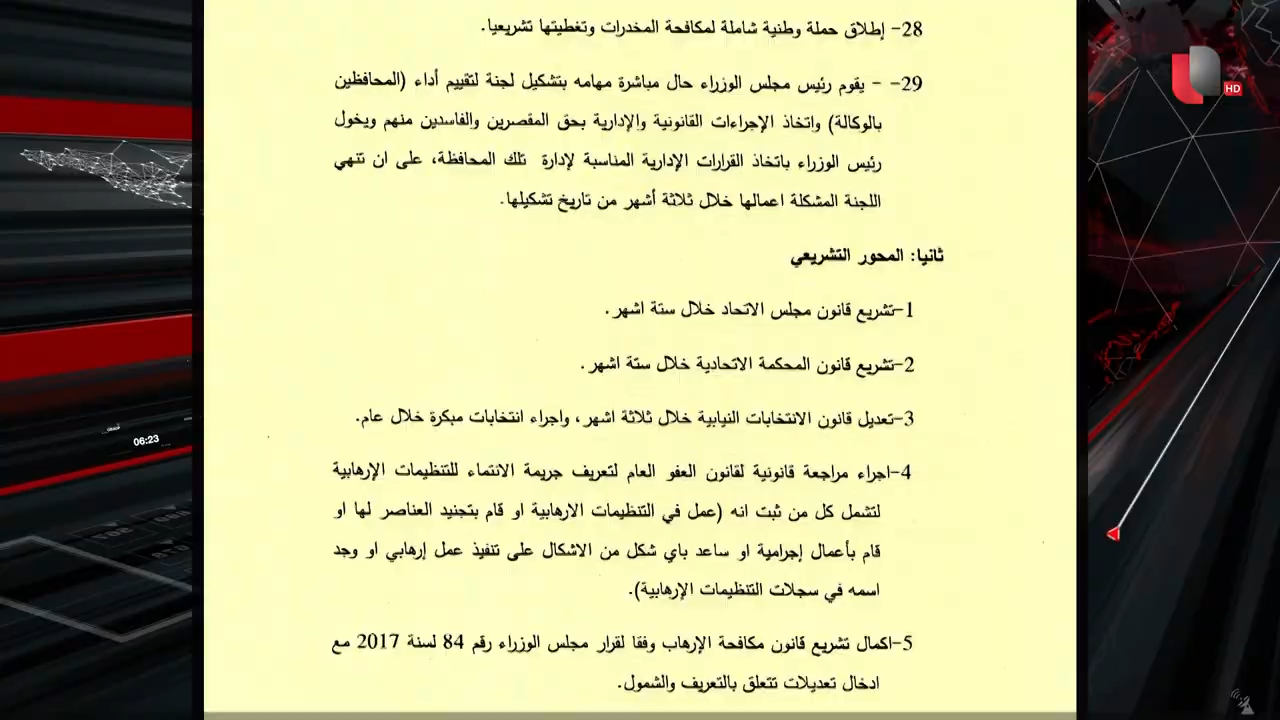 28- إطلاق حملة وطنية شاملة لمكافحة المخدرات وتغطيتها تشريعيا.
29- - يقوم رئيس مجلس الوزراء حال مباشرة مهامه بتشكيل لجنة لتقييم أداء (المحافظين
بالوكالة) واتخاذ الإجراءات القانونية والإدارية بحق المقصرين والفاسدين منهم ويخول
رئيس الوزراء باتخاذ القرارات الإدارية المناسبة لإدارة تلك المحافظة، على ان تنهي
اللجنة المشكلة اعمالها خلال ثلاثة أشهر من تاريخ تشكيلها.
ثانيا: المحور التشريعي
1-تشريع قانون مجلس الاتحاد خلال ستة اشهر.
2-تشريع قانون المحكمة الاتحادية خلال ستة اشهر.
3-تعديل قانون الانتخابات النيابية خلال ثلاثة اشهر، واجراء انتخابات مبكرة خلال عام.
4-اجراء مراجعة قانونية لقانون العفو العام لتعريف جريمة الانتماء للتنظيمات الإرهابية
لتشمل كل من ثبت انه (عمل في التنظيمات الارهابية او قام بتجنيد العناصر لها او
قام بأعمال إجرامية او ساعد باي شكل من الاشكال على تنفيذ عمل إرهابي او وجد
اسمه في سجلات التنظيمات الإرهابية).
5-اكمال تشريع قانون مكافحة الإرهاب وفقا لقرار مجلس الوزراء رقم 84 لسنة 2017 مع
ادخال تعديلات تتعلق بالتعريف والشمول.
HD
06:23